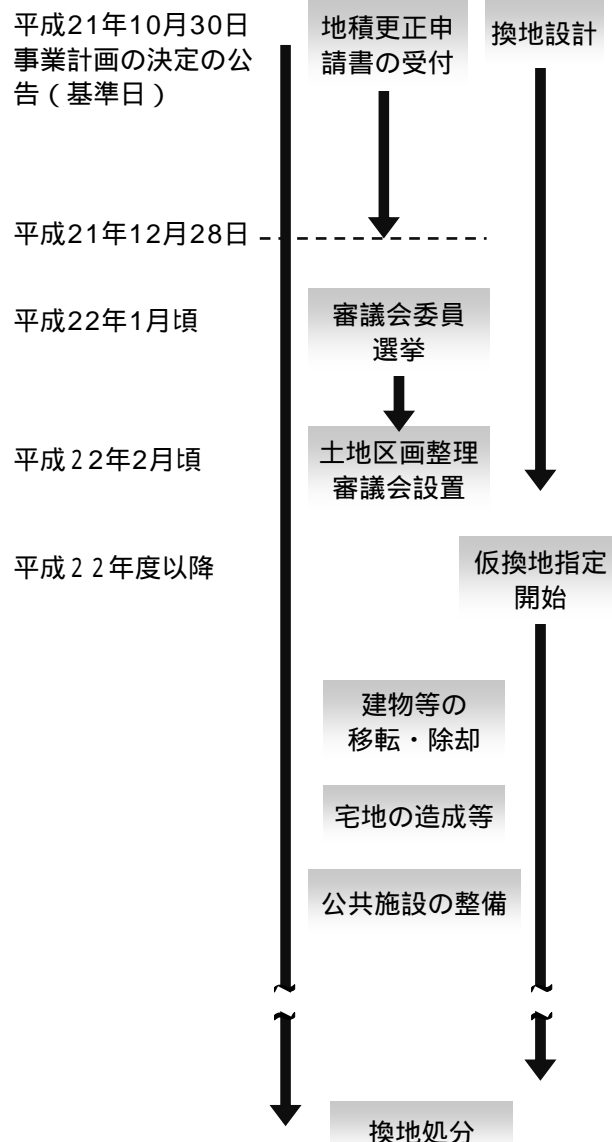 平成21年10月30日
事業計画の決定の公
告(基準日)
地積更正申
請書の受付
換地設計
平成21年12月28日
平成22年1月頃
審議会委員
選挙
平成22年2月頃
土地区画整理
審議会設置
平成22年度以降
仮換地指定
開始
建物等の
移転・除却
宅地の造成等
公共施設の整備
換地処分